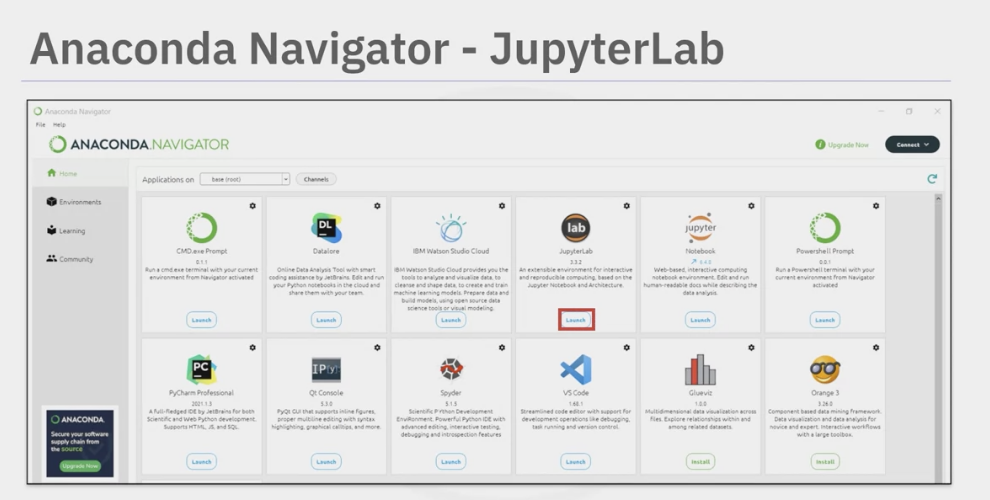 Anaconda Navigator - JupyterLab
Anaconda Navigator
File Help
ANACONDA.NAVIGATOR
Upgrade Now
Connect
Home
Environments
Learning
Community
Applications on base (root) Channels
CMD.exe Prompt
0.1.1
Run a cmd.exe terminal with your current
environment from Navigator activated
Launch
DL
Datalore
Online Data Analysis Tool with smart
coding assistance by JetBrains. Edit and run
your Python notebooks in the cloud and
share them with your team.
Launch
IBM Watson Studio Cloud
IBM Watson Studio Cloud provides you the
tools to analyze and visualize data, to
cleanse and shape data, to create and train
machine learning models. Prepare data and
build models, using open source data
science tools or visual modeling.
Launch
lab
JupyterLab
3.3.2
An extensible environment for interactive
and reproducible computing, based on the
Jupyter Notebook and Architecture.
Launch
jupyter
Notebook
6.4.8
Web-based, interactive computing
notebook environment. Edit and run
human-readable docs while describing the
data analysis.
Launch
Powershell Prompt
0.0.1
Run a Powershell terminal with your
current environment from Navigator
activated
Launch
PC
PyCharm Professional
2021.1.3
A full-fledged IDE by JetBrains for both
Scientific and Web Python development.
Supports HTML, JS, and SQL.
Launch
IP[y]:
Qt Console
PyQt GUI that supports inline figures,
proper multiline editing with syntax
highlighting, graphical calltips, and more.
Launch
Spyder
5.1.5
Scientific PYthon Development
EnviRonment. Powerful Python IDE with
advanced editing, interactive testing,
debugging and introspection features
Launch
VS Code
Streamlined code editor with support for
development operations like debugging,
task running and version control.
Launch
Glueviz
1.0.0
Multidimensional data visualization across
files. Explore relationships within and
among related datasets.
Install
Orange 3
3.26.0
Component based data mining framework.
Data visualization and data analysis for
novice and expert. Interactive workflows
with a large toolbox.
Install
ANACONDA.
Secure your software
supply chain from
the source
Upgrade Now